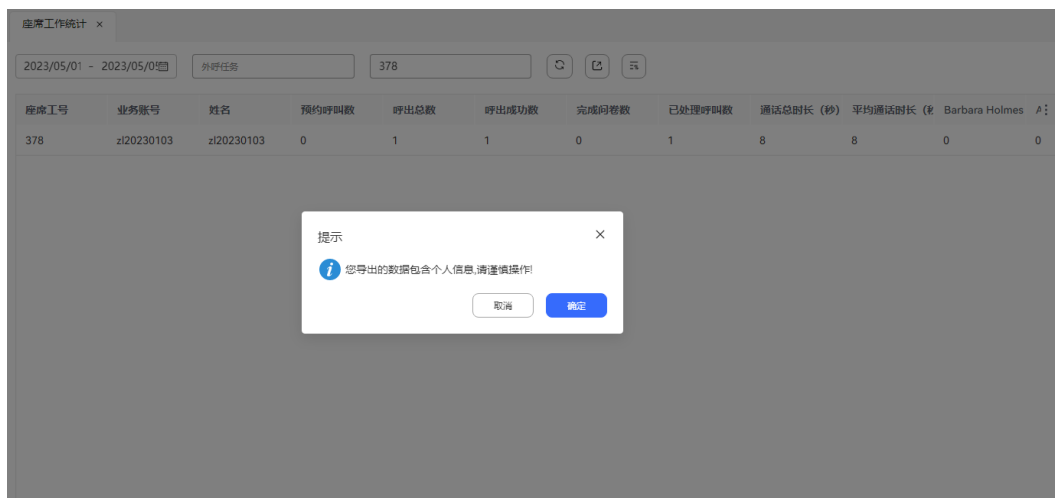 座席工作统计 ×
2023/05/01 - 2023/05/05 外呼任务 378
座席工号 业务账号 姓名 预约呼叫数 呼出总数 呼出成功数 完成问卷数 已处理呼叫数 通话总时长（秒） 平均通话时长（秒 Barbara Holmes A
378 zl20230103 zl20230103 0 1 1 0 1 8 8 0 0
提示
您导出的数据包含个人信息,请谨慎操作!
取消 确定